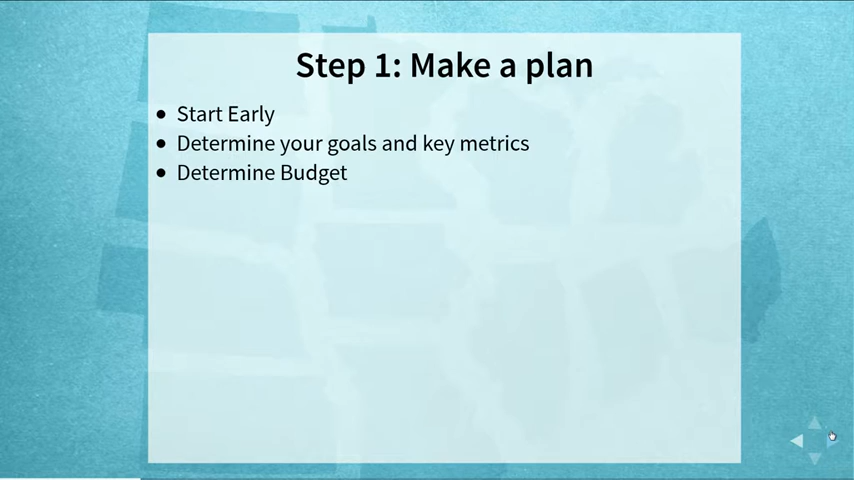 Step 1: Make a plan
Start Early
Determine your goals and key metrics
Determine Budget